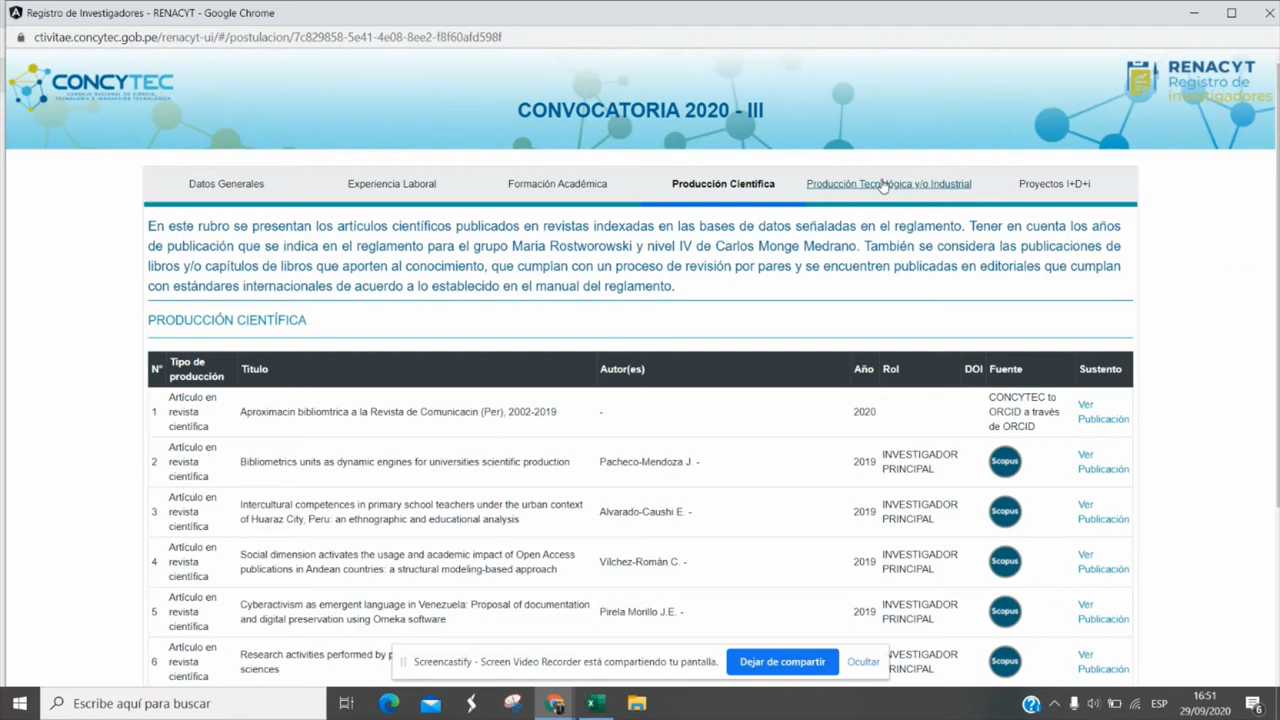 Registro de Investigadores - RENACYT - Google Chrome
ctivitae.concytec.gob.pe/renacyt-ui/#/postulacion/7c829858-5e41-4e08-8ee2-f8f60afd598f
CONCYTEC
CONSEJO NACIONAL DE CIENCIA,
TECNOLOGÍA E INNOVACIÓN TECNOLÓGICA
CONVOCATORIA 2020 - III
RENACYT
Registro de
investigadores
Datos Generales
Experiencia Laboral
Formación Académica
Producción Científica
Producción Tecnológica y/o Industrial
Proyectos I+D+i
En este rubro se presentan los artículos científicos publicados en revistas indexadas en las bases de datos señaladas en el reglamento. Tener en cuenta los años
de publicación que se indica en el reglamento para el grupo Maria Rostworowski y nivel IV de Carlos Monge Medrano. También se considera las publicaciones de
libros y/o capítulos de libros que aporten al conocimiento, que cumplan con un proceso de revisión por pares y se encuentren publicadas en editoriales que cumplan
con estándares internacionales de acuerdo a lo establecido en el manual del reglamento.
PRODUCCIÓN CIENTÍFICA
N° Tipo de producción Titulo Autor(es) Año Rol DOI Fuente Sustento
1 Artículo en revista científica Aproximacin bibliomtrica a la Revista de Comunicacin (Per), 2002-2019 - 2020 CONCYTEC to ORCID a través de ORCID Ver Publicación
2 Artículo en revista científica Bibliometrics units as dynamic engines for universities scientific production Pacheco-Mendoza J. - 2019 INVESTIGADOR PRINCIPAL Scopus Ver Publicación
3 Artículo en revista científica Intercultural competences in primary school teachers under the urban context of Huaraz City, Peru: an ethnographic and educational analysis Alvarado-Caushi E. - 2019 INVESTIGADOR PRINCIPAL Scopus Ver Publicación
4 Artículo en revista científica Social dimension activates the usage and academic impact of Open Access publications in Andean countries: a structural modeling-based approach Vílchez-Román C. - 2019 INVESTIGADOR PRINCIPAL Scopus Ver Publicación
5 Artículo en revista científica Cyberactivism as emergent language in Venezuela: Proposal of documentation and digital preservation using Omeka software Pirela Morillo J.E. - 2019 INVESTIGADOR PRINCIPAL Scopus Ver Publicación
6 Artículo en revista científica Research activities performed by sciences Scopus Ver Publicación
Screencastify - Screen Video Recorder está compartiendo tu pantalla.
Dejar de compartir
Ocultar
Escribe aquí para buscar
ESP
16:51
29/09/2020
6